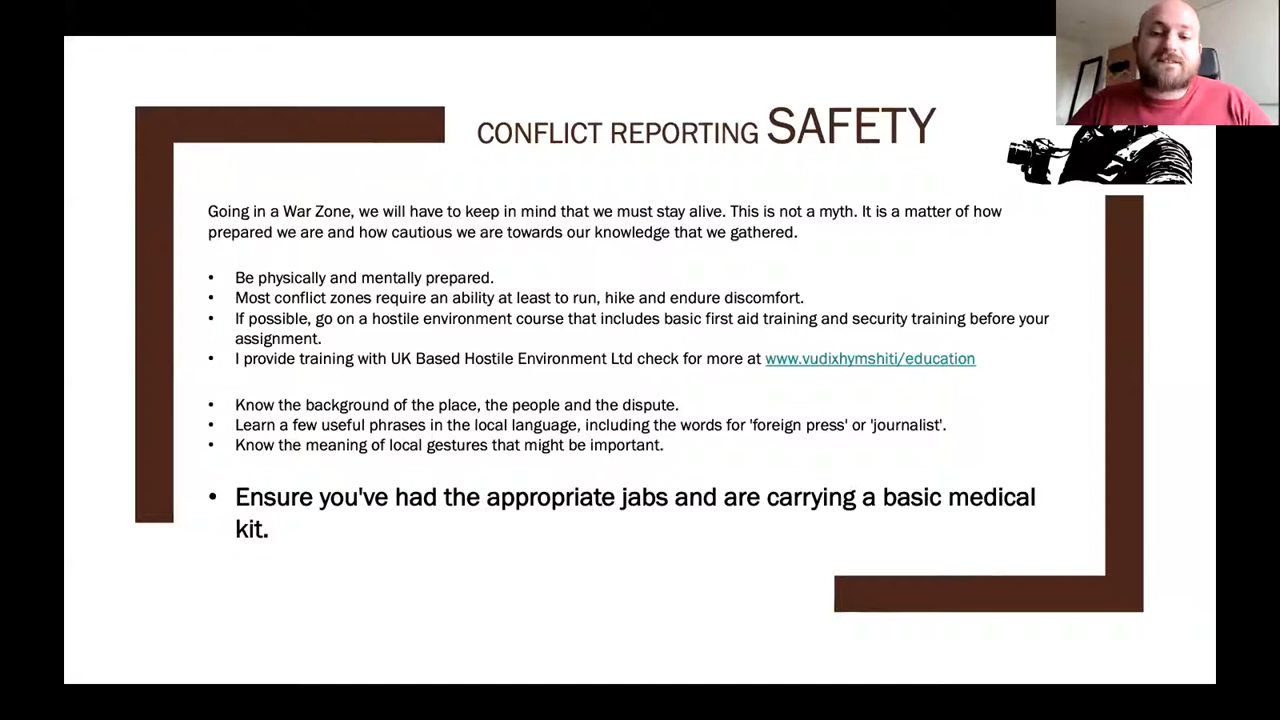 CONFLICT REPORTING SAFETY
Going in a War Zone, we will have to keep in mind that we must stay alive. This is not a myth. It is a matter of how
prepared we are and how cautious we are towards our knowledge that we gathered.
• Be physically and mentally prepared.
• Most conflict zones require an ability at least to run, hike and endure discomfort.
• If possible, go on a hostile environment course that includes basic first aid training and security training before your
assignment.
• I provide training with UK Based Hostile Environment Ltd check for more at www.vudixhymshiti/education
• Know the background of the place, the people and the dispute.
• Learn a few useful phrases in the local language, including the words for 'foreign press' or 'journalist'.
• Know the meaning of local gestures that might be important.
• Ensure you've had the appropriate jabs and are carrying a basic medical
kit.